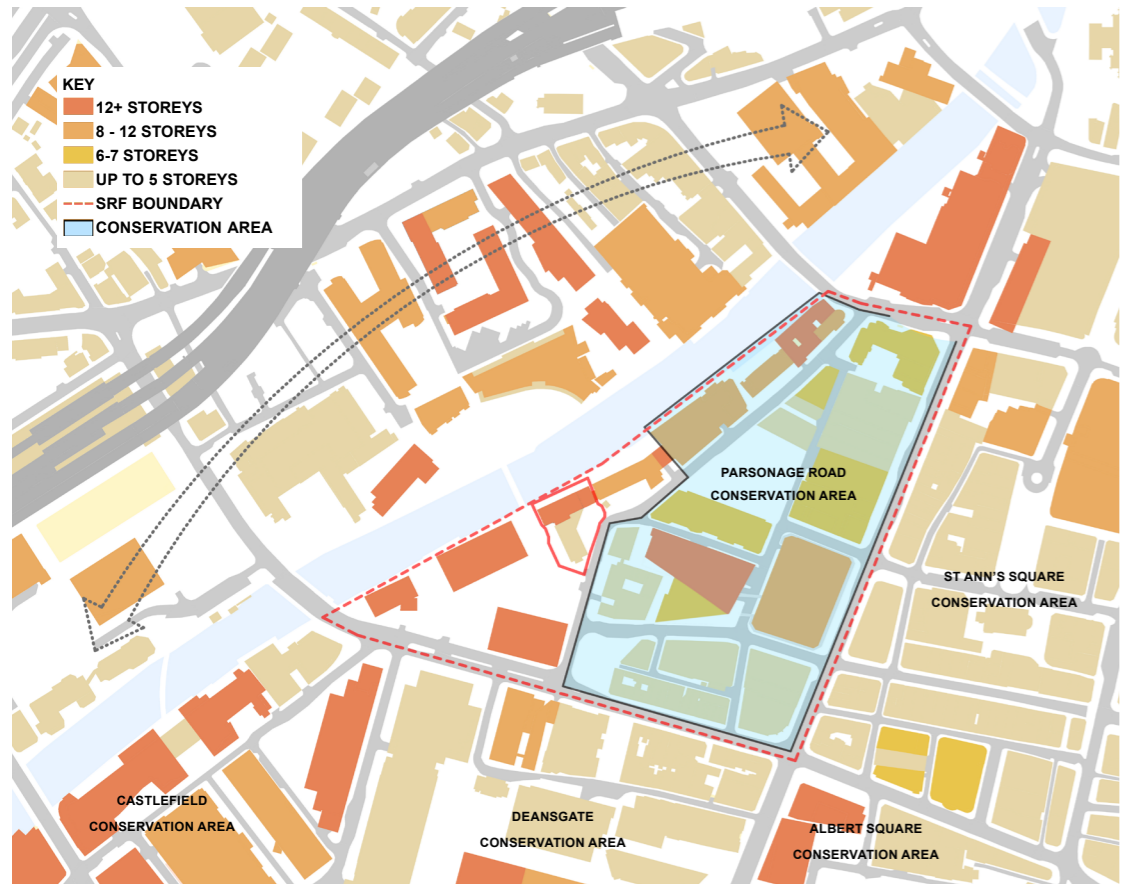 KEY
12+ STOREYS
8 - 12 STOREYS
6-7 STOREYS
UP TO 5 STOREYS
SRF BOUNDARY
CONSERVATION AREA
PARSONAGE ROAD
CONSERVATION AREA
ST ANN'S SQUARE
CONSERVATION AREA
CASTLEFIELD
CONSERVATION AREA
DEANSGATE
CONSERVATION AREA
ALBERT SQUARE
CONSERVATION AREA